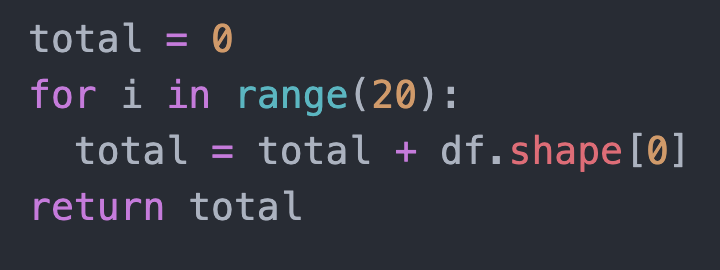 total = 0
for i in range(20):
  total = total + df.shape[0]
return total